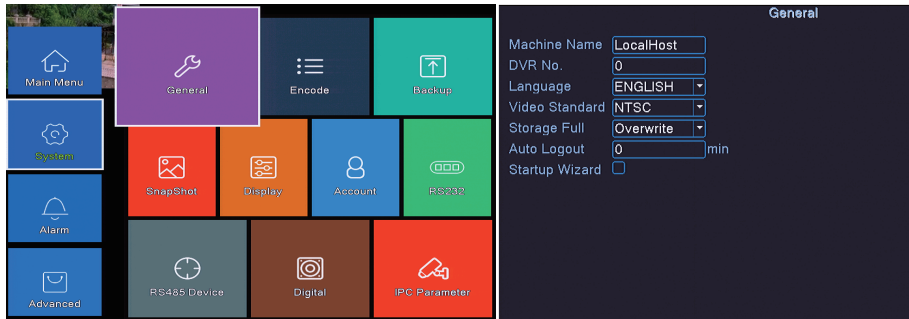 Main Menu
System
Alarm
Advanced
General
Encode
Backup
SnapShot
Display
Account
RS232
RS485 Device
Digital
IPC Parameter
General
Machine Name LocalHost
DVR No. 0
Language ENGLISH
Video Standard NTSC
Storage Full Overwrite
Auto Logout 0 min
Startup Wizard